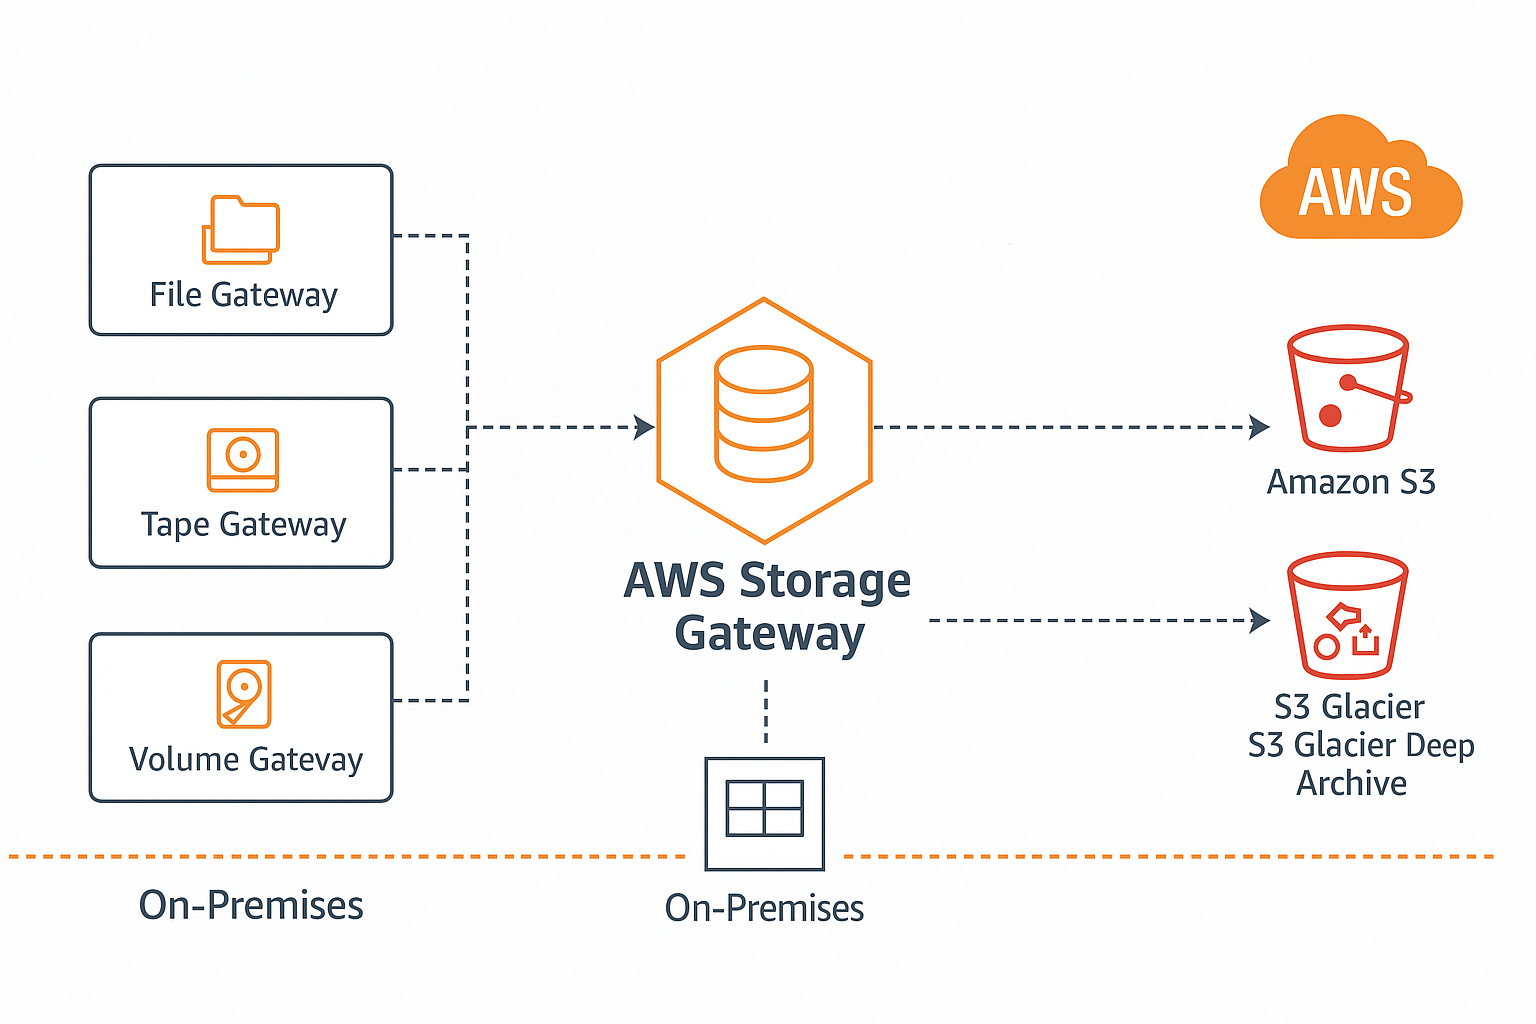 AWS
File Gateway
Tape Gateway
Volume Gatevay
AWS Storage
Gateway
Amazon S3
S3 Glacier
S3 Glacier Deep
Archive
On-Premises
On-Premises